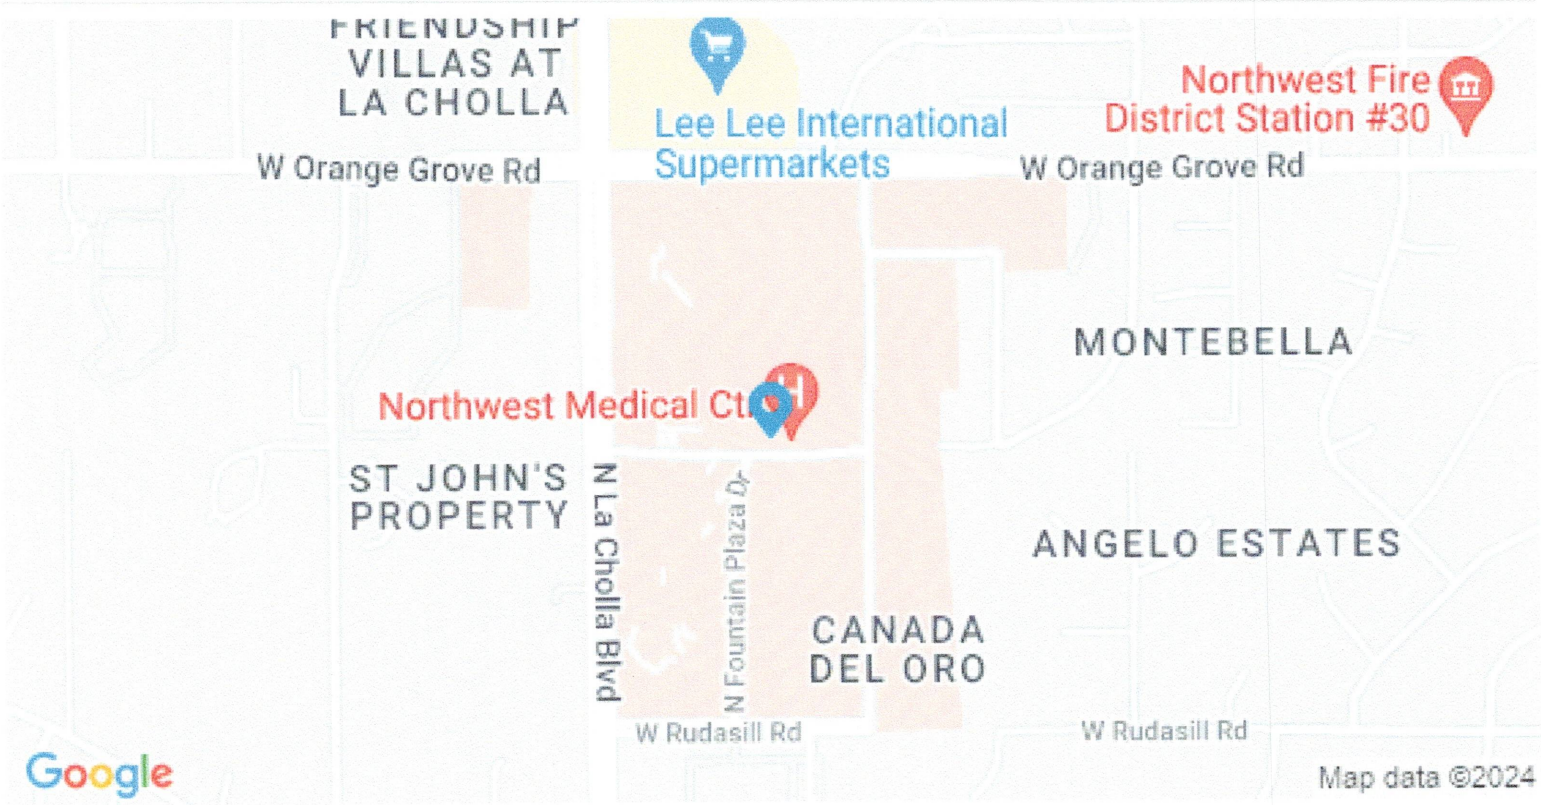 FRIENDSHIP
VILLAS AT
LA CHOLLA
Lee Lee International
Supermarkets
Northwest Fire
District Station #30
W Orange Grove Rd
W Orange Grove Rd
MONTEBELLA
Northwest Medical Ct
H
ST JOHN'S
PROPERTY
N La Cholla Blvd
N Fountain Plaza Dr
ANGELO ESTATES
CANADA
DEL ORO
W Rudasill Rd
W Rudasill Rd
Google
Map data ©2024